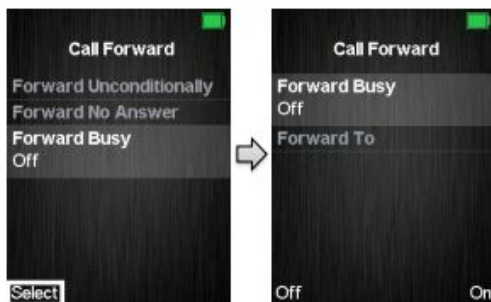 Call Forward
Forward Unconditionally
Forward No Answer
Forward Busy
Off
Select
Call Forward
Forward Busy
Off
Forward To
Off
On